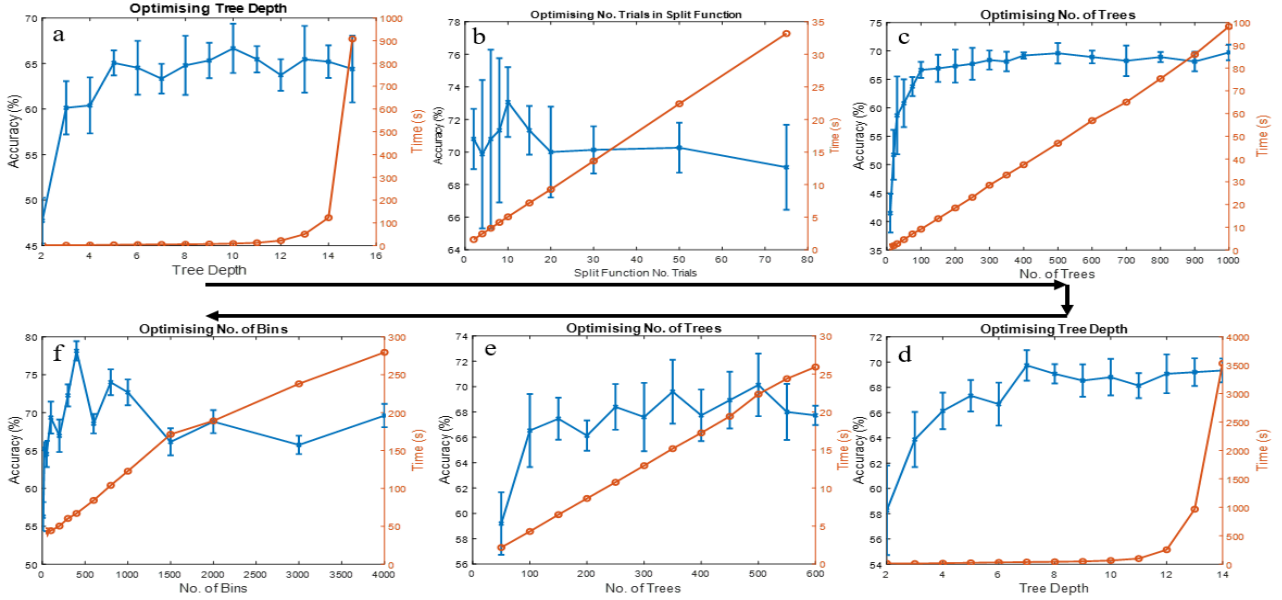 Optimising Tree Depth
a
Accuracy (%)
70
65
60
55
50
45
1000
900
800
700
600
500
400
300
200
100
0
Time (s)
2 4 6 8 10 12 14 16
Tree Depth
Optimising No. Trials in Split Function
b
Accuracy (%)
78
76
74
72
70
68
66
64
35
30
25
20
15
10
5
0
Time (s)
0 10 20 30 40 50 60 70 80
Split Function No. Trials
Optimising No. of Trees
c
Accuracy (%)
75
70
65
60
55
50
45
40
35
100
90
80
70
60
50
40
30
20
10
0
Time (s)
0 100 200 300 400 500 600 700 800 900 1000
No. of Trees
Optimising No. of Bins
f
Accuracy (%)
80
75
70
65
60
55
50
300
250
200
150
100
50
0
Time (s)
0 500 1000 1500 2000 2500 3000 3500 4000
No. of Bins
Optimising No. of Trees
e
Accuracy (%)
74
72
70
68
66
64
62
60
58
56
30
25
20
15
10
5
0
Time (s)
0 100 200 300 400 500 600
No. of Trees
Optimising Tree Depth
d
Accuracy (%)
72
70
68
66
64
62
60
58
56
54
4000
3500
3000
2500
2000
1500
1000
500
0
Time (s)
2 4 6 8 10 12 14
Tree Depth